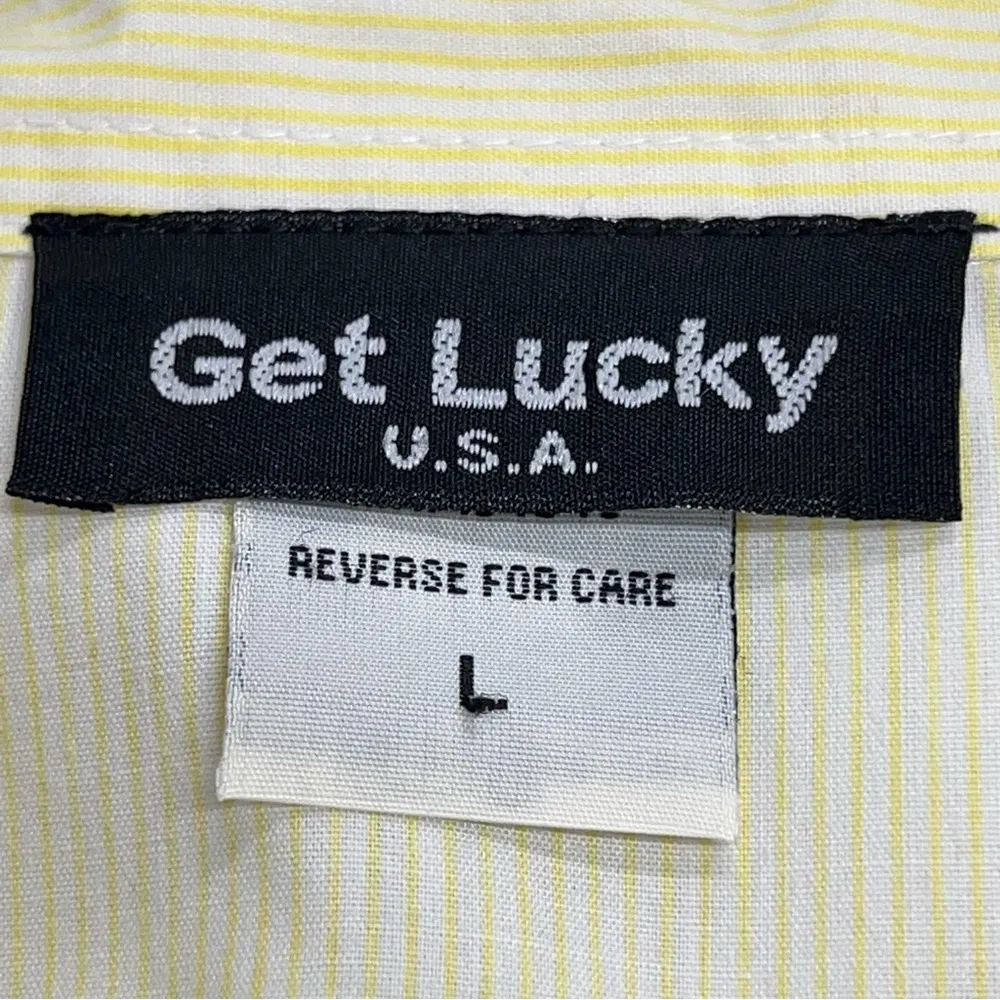 Get Lucky
U.S.A.
REVERSE FOR CARE
L